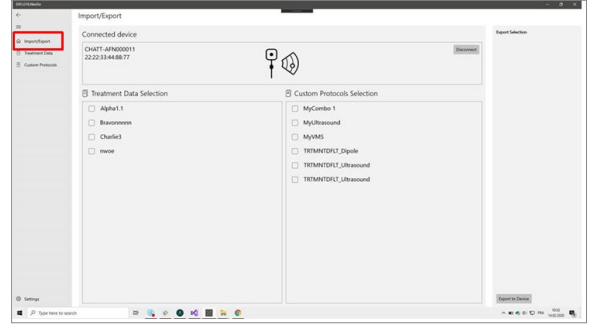 Import/Export
Import/Export
Treatment Data
Custom Protocols
Settings
Connected device
CHATT-AFN000011
22:22:33:44:88:77
Disconnect
Treatment Data Selection
Alpha1.1
Bravonnnnn
Charlie3
nwoe
Custom Protocols Selection
MyCombo 1
MyUltrasound
MyVMS
TRTMNTDFLT_Dipole
TRTMNTDFLT_Ultrasound
TRTMNTDFLT_Ultrasound
Export Selection
Export to Device
Type here to search